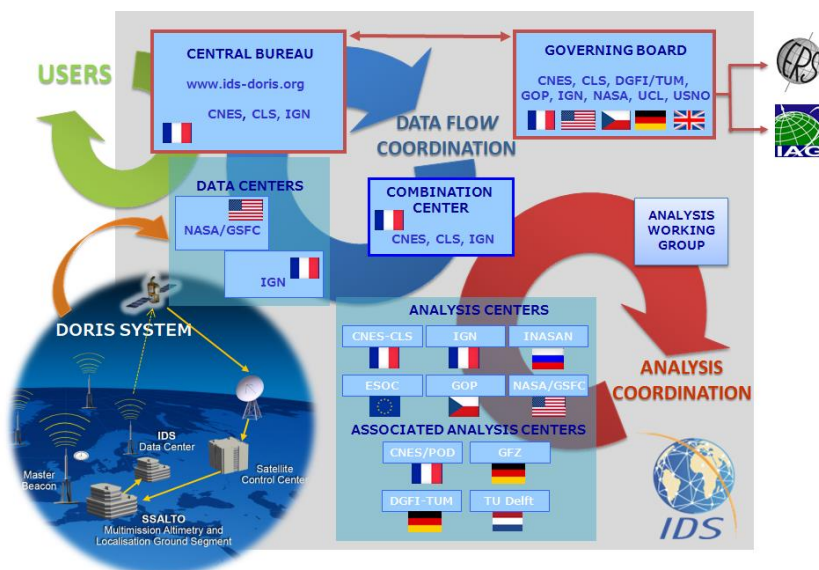 USERS
CENTRAL BUREAU
www.ids-doris.org
CNES, CLS, IGN
GOVERNING BOARD
CNES, CLS, DGFI/TUM,
GOP, IGN, NASA, UCL, USNO
IERS
IAG
DATA FLOW
COORDINATION
DATA CENTERS
NASA/GSFC
IGN
COMBINATION
CENTER
CNES, CLS, IGN
ANALYSIS
WORKING
GROUP
DORIS SYSTEM
ANALYSIS CENTERS
CNES-CLS
IGN
INASAN
ESOC
GOP
NASA/GSFC
ANALYSIS
COORDINATION
ASSOCIATED ANALYSIS CENTERS
CNES/POD
GFZ
DGFI-TUM
TU Delft
IDS
Data Center
Master
Beacon
Satellite
Control Center
SSALTO
Multimission Altimetry and
Localisation Ground Segment
IDS